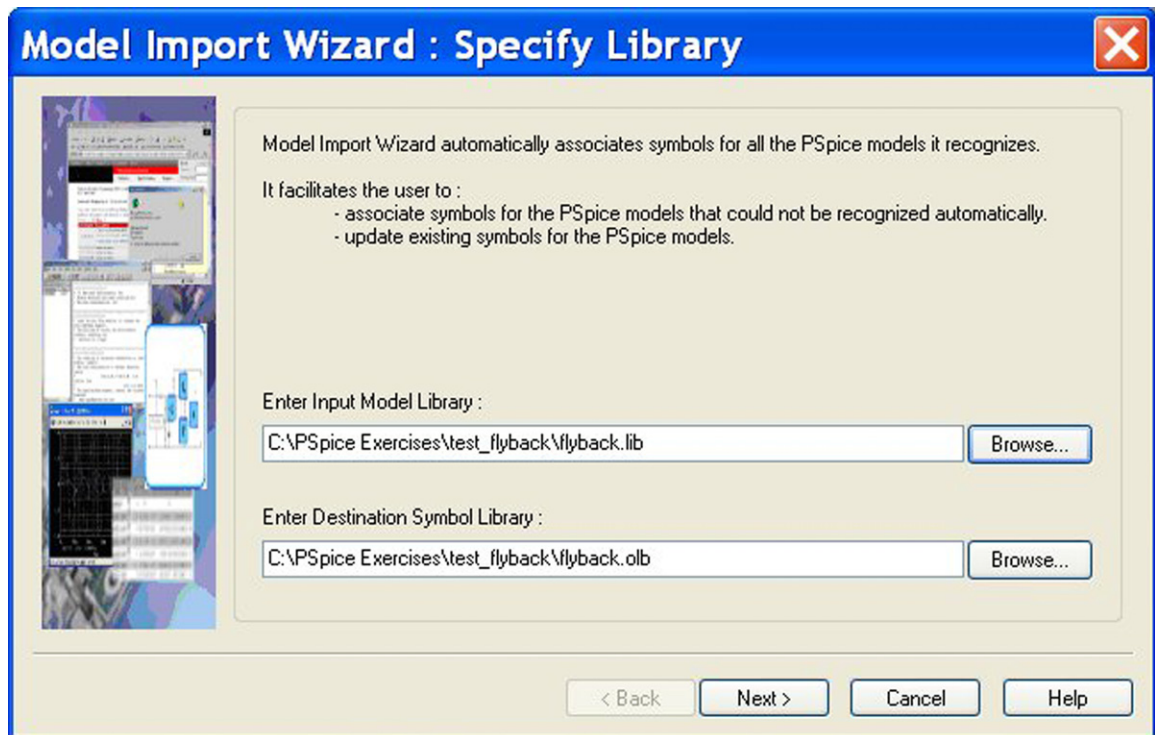 Model Import Wizard : Specify Library
Model Import Wizard automatically associates symbols for all the PSpice models it recognizes.
It facilitates the user to :
- associate symbols for the PSpice models that could not be recognized automatically.
- update existing symbols for the PSpice models.
Enter Input Model Library :
C:\PSpice Exercises\test_flyback\flyback.lib
Browse...
Enter Destination Symbol Library :
C:\PSpice Exercises\test_flyback\flyback.olb
Browse...
< Back
Next >
Cancel
Help